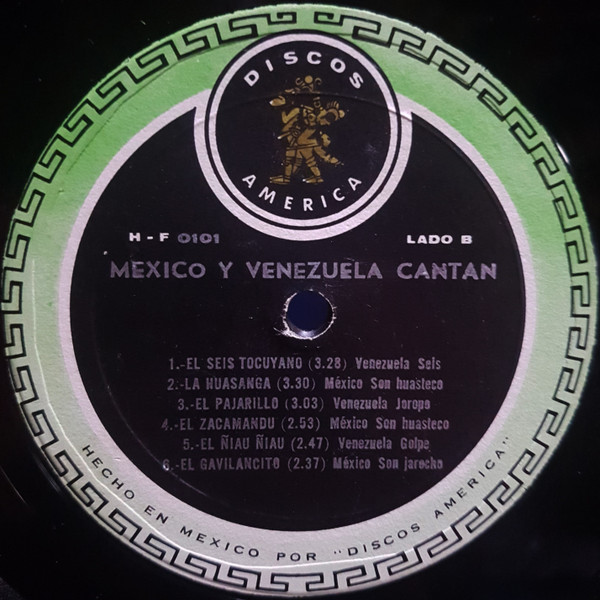 DISCOS
AMERICA
H-F 0101
LADO B
MEXICO Y VENEZUELA CANTAN
1.-EL SEIS TOCUYANO (3.28) Venezuela Seis
2.-LA HUASANGA (3.30) México Son huasteco
3.-EL PAJARILLO (3.03) Venezuela Joropo
4.-EL ZACAMANDU (2.53) México Son huasteco
5.-EL ÑIAU ÑIAU (2.47) Venezuela Golpe
6.-EL GAVILANCITO (2.37) México Son jarocho
HECHO EN MEXICO POR "DISCOS AMERICA"